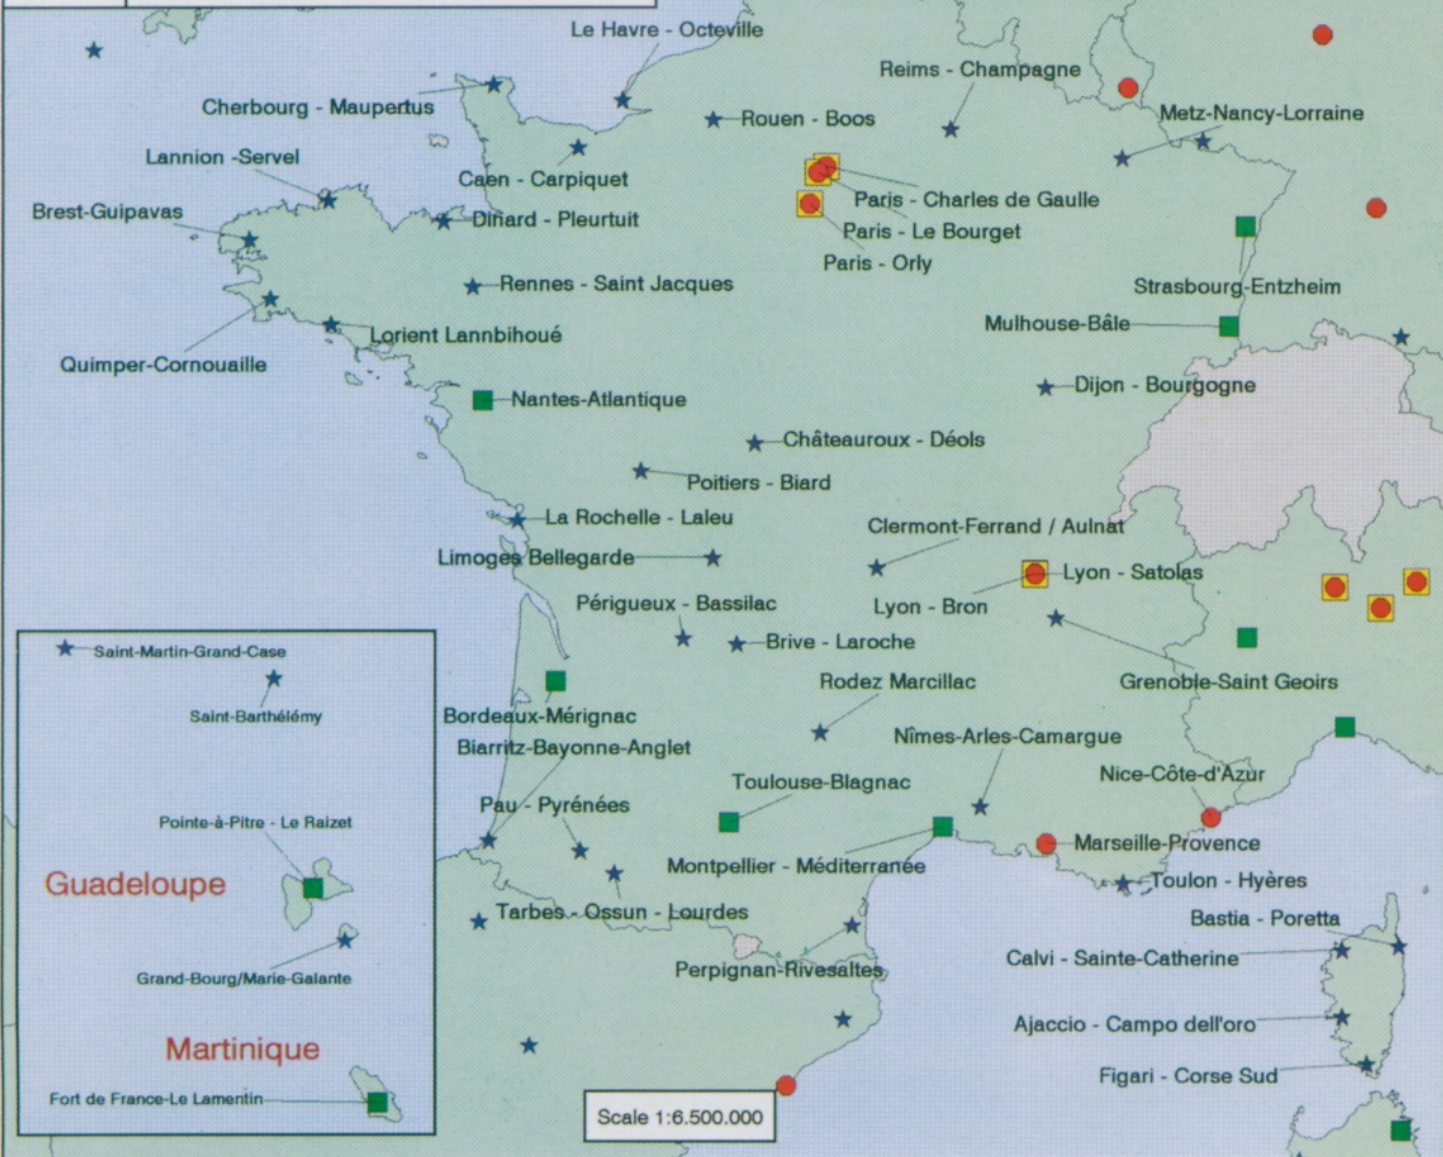 Le Havre - Octeville
Reims - Champagne
Cherbourg - Maupertus
Metz-Nancy-Lorraine
Rouen - Boos
Lannion -Servel
Caen - Carpiquet
Paris - Charles de Gaulle
Brest-Guipavas
Dinard - Pleurtuit
Paris - Le Bourget
Paris - Orly
Rennes - Saint Jacques
Strasbourg-Entzheim
Mulhouse-Bâle
Lorient Lannbihoué
Quimper-Cornouaille
Dijon - Bourgogne
Nantes-Atlantique
Châteauroux - Déols
Poitiers - Biard
La Rochelle - Laleu
Clermont-Ferrand / Aulnat
Limoges Bellegarde
Lyon - Satolas
Périgueux - Bassilac
Lyon - Bron
Brive - Laroche
Saint-Martin-Grand-Case
Rodez Marcillac
Grenoble-Saint Geoirs
Saint-Barthélémy
Bordeaux-Mérignac
Biarritz-Bayonne-Anglet
Nîmes-Arles-Camargue
Toulouse-Blagnac
Nice-Côte-d'Azur
Pau - Pyrénées
Pointe-à-Pitre - Le Raizet
Marseille-Provence
Montpellier - Méditerranée
Guadeloupe
Toulon - Hyères
Tarbes - Ossun - Lourdes
Bastia - Poretta
Calvi - Sainte-Catherine
Perpignan-Rivesaltes
Grand-Bourg/Marie-Galante
Ajaccio - Campo dell'oro
Martinique
Figari - Corse Sud
Fort de France-Le Lamentin
Scale 1:6.500.000